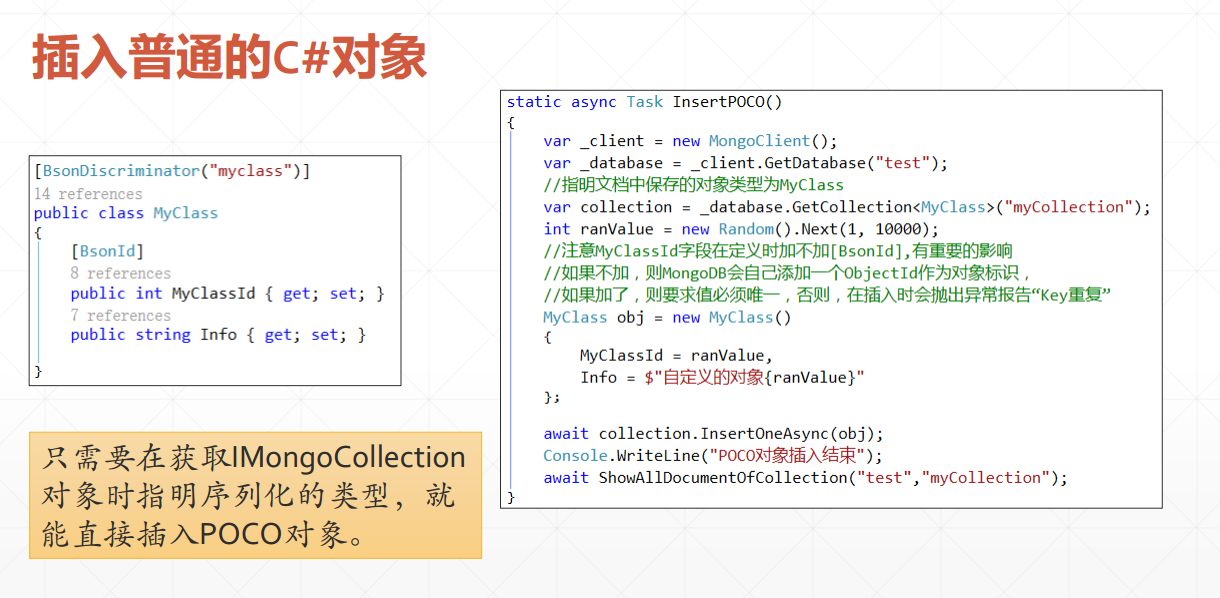 插入普通的C#对象
[BsonDiscriminator("myclass")]
14 references
public class MyClass
{
[BsonId]
8 references
public int MyClassId { get; set; }
7 references
public string Info { get; set; }
}
只需要在获取IMongoCollection
对象时指明序列化的类型，就
能直接插入POCO对象。
static async Task InsertPOCO()
{
var _client = new MongoClient();
var _database = _client.GetDatabase("test");
//指明文档中保存的对象类型为MyClass
var collection = _database.GetCollection<MyClass>("myCollection");
int ranValue = new Random().Next(1, 10000);
//注意MyClassId字段在定义时加不加[BsonId],有重要的影响
//如果不加，则MongoDB会自己添加一个ObjectId作为对象标识，
//如果加了，则要求值必须唯一，否则，在插入时会抛出异常报告“Key重复”
MyClass obj = new MyClass()
{
MyClassId = ranValue,
Info = $"自定义的对象{ranValue}"
};
await collection.InsertOneAsync(obj);
Console.WriteLine("POCO对象插入结束");
await ShowAllDocumentOfCollection("test","myCollection");
}